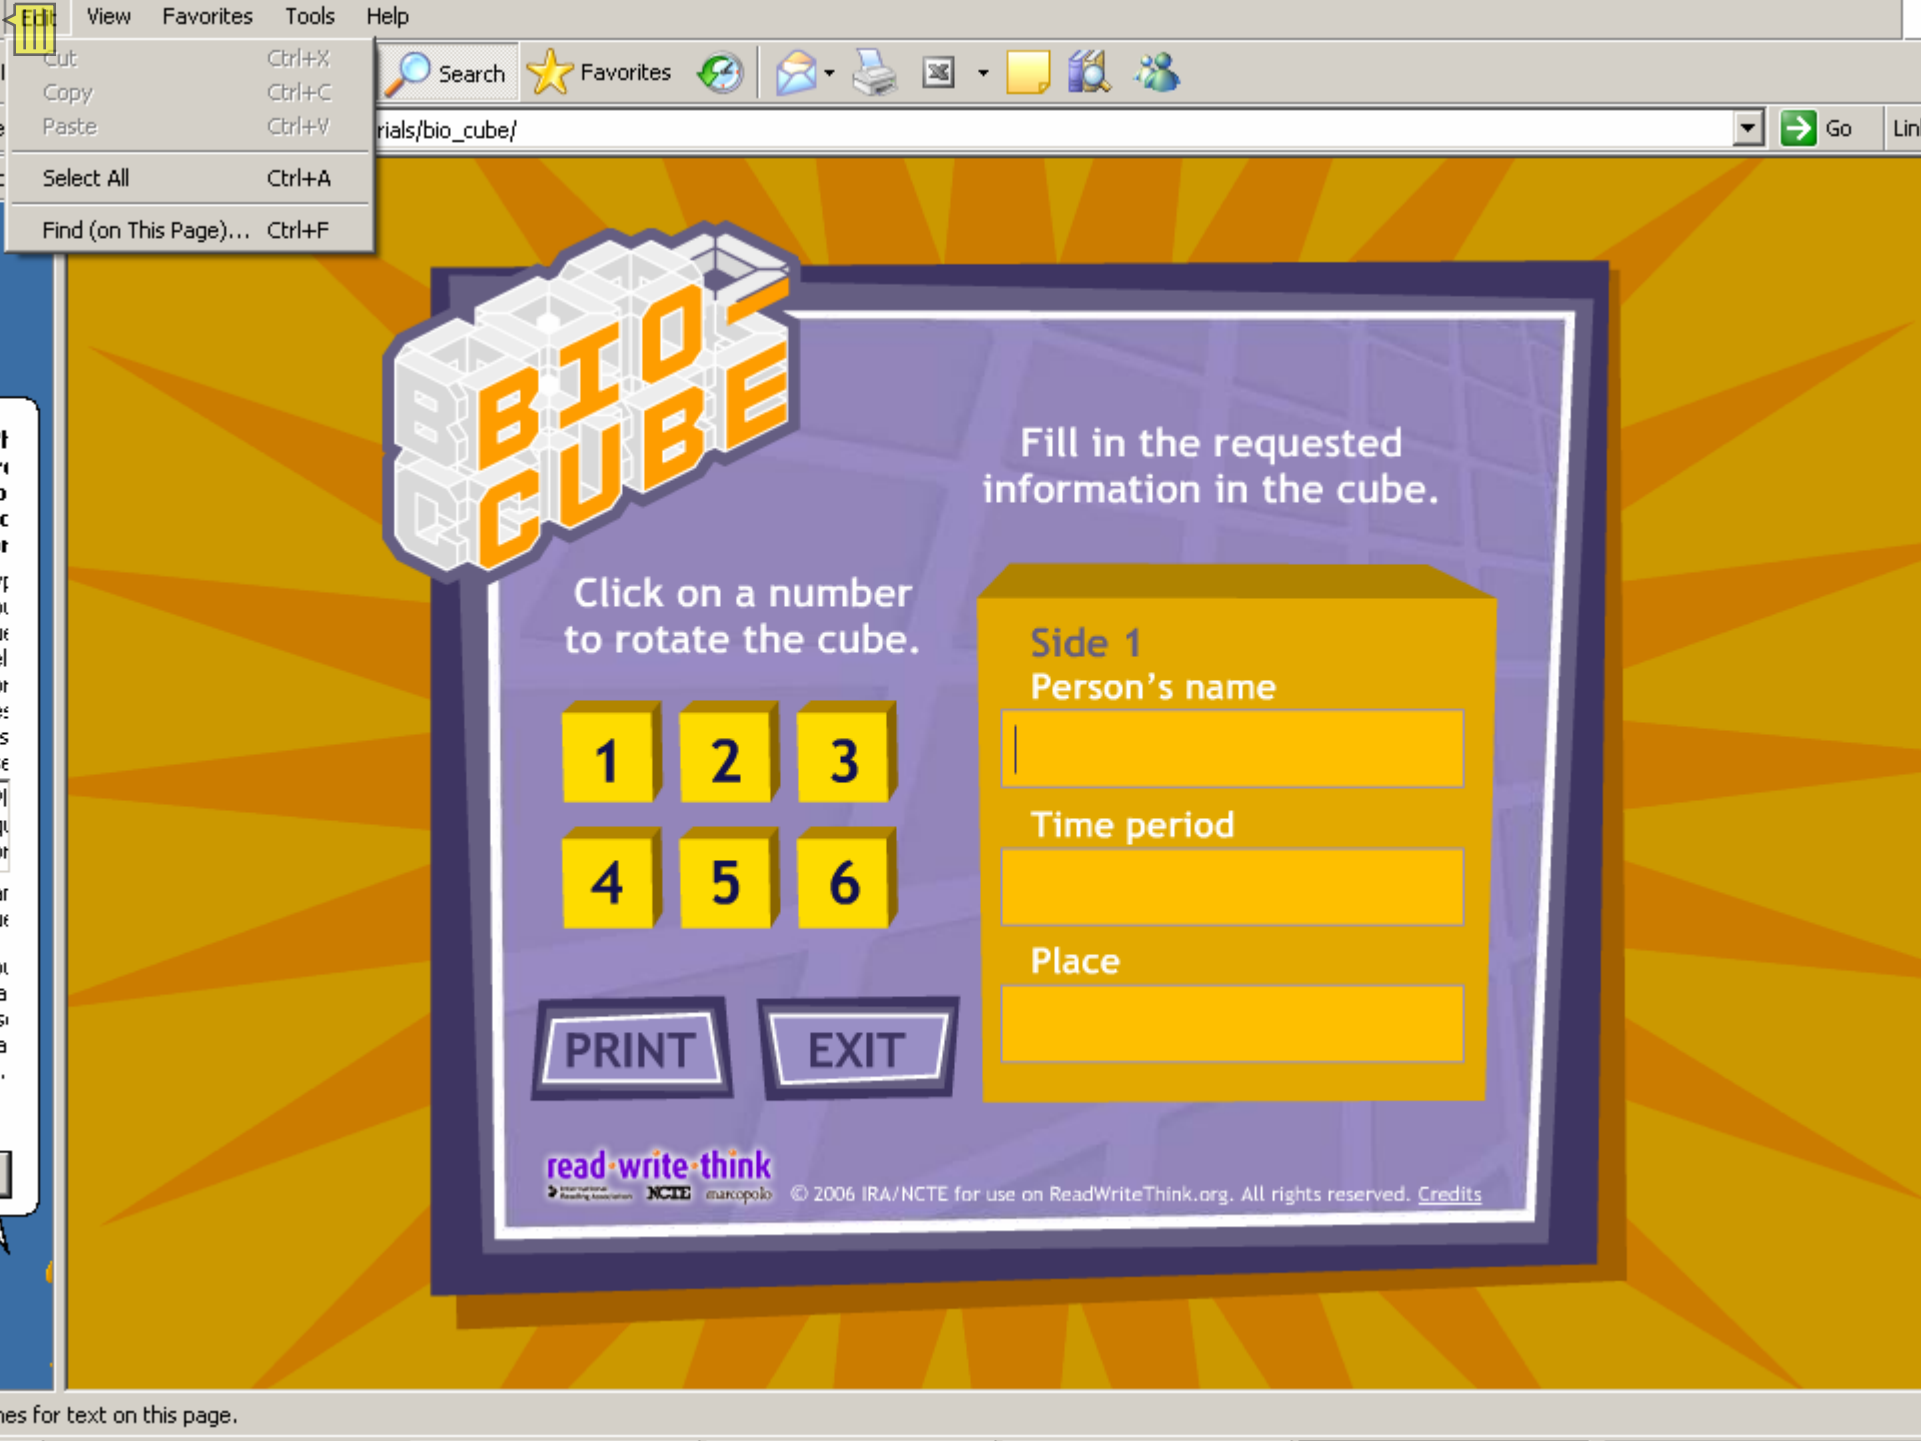 Edit View Favorites Tools Help
Cut Ctrl+X
Copy Ctrl+C
Paste Ctrl+V
Select All Ctrl+A
Find (on This Page)... Ctrl+F
Search Favorites
rials/bio_cube/
Go
BIO-
CUBE
Fill in the requested
information in the cube.
Click on a number
to rotate the cube.
1 2 3
4 5 6
PRINT EXIT
Side 1
Person's name
Time period
Place
read·write·think
International Reading Association NCTE marcopolo
© 2006 IRA/NCTE for use on ReadWriteThink.org. All rights reserved. Credits
for text on this page.